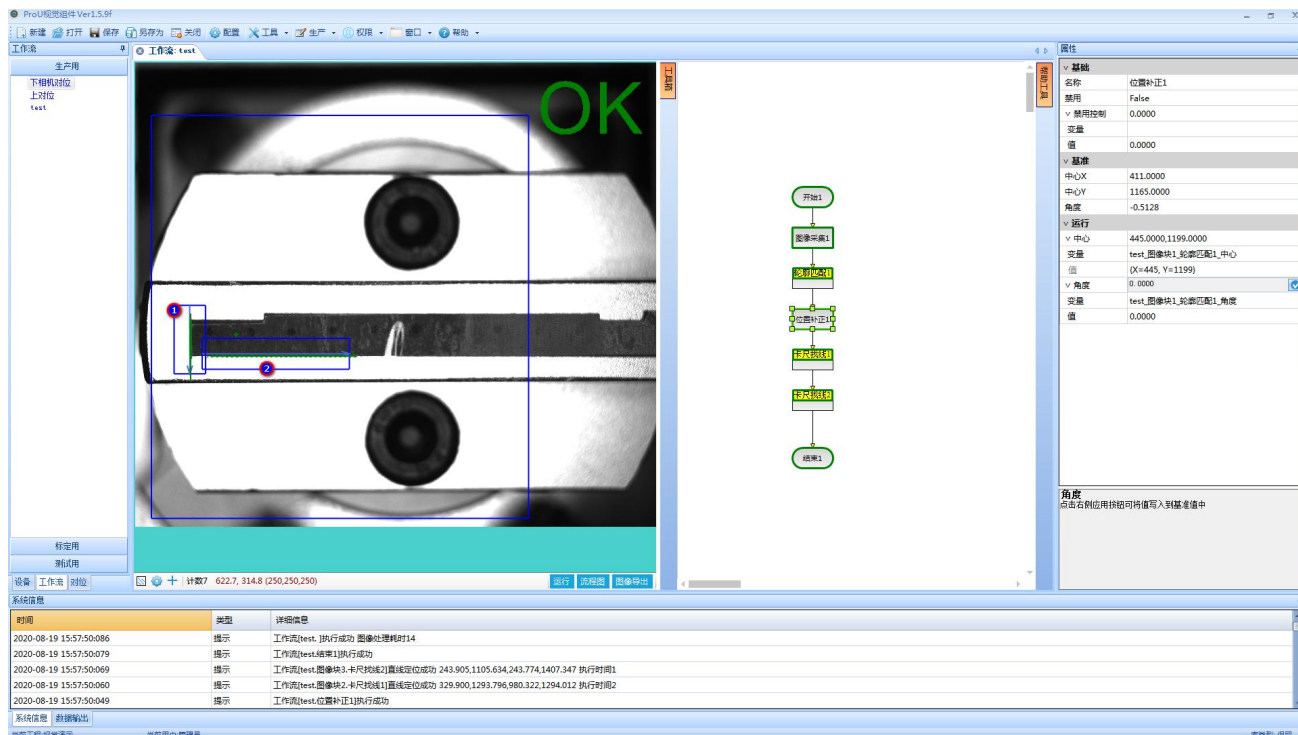 ProU视觉组件Ver1.5.9f
新建 打开 保存 另存为 关闭 配置 工具 生产 权限 窗口 帮助
工作流
工作流: test
属性
生产用
下相机对位
上对位
test
OK
工具箱
帮助工具
1
2
开始1
图像采集1
轮廓匹配1
位置补正1
卡尺找线1
卡尺找线2
结束1
基础
名称 位置补正1
禁用 False
禁用控制 0.0000
变量
值 0.0000
基准
中心X 411.0000
中心Y 1165.0000
角度 -0.5128
运行
中心 445.0000,1199.0000
变量 test_图像块1_轮廓匹配1_中心
值 {X=445, Y=1199}
角度 0.0000
变量 test_图像块1_轮廓匹配1_角度
值 0.0000
角度
点击右侧应用按钮可将值写入到基准值中
标定用
测试用
设备 工作流 对位
计数7 622.7, 314.8 (250,250,250)
运行 流程图 图像导出
系统信息
时间 类型 详细信息
2020-08-19 15:57:50:086 提示 工作流[test. ]执行成功 图像处理耗时14
2020-08-19 15:57:50:079 提示 工作流[test.结束1]执行成功
2020-08-19 15:57:50:069 提示 工作流[test.图像块3.卡尺找线2]直线定位成功 243.905,1105.634,243.774,1407.347 执行时间1
2020-08-19 15:57:50:060 提示 工作流[test.图像块2.卡尺找线1]直线定位成功 329.900,1293.796,980.322,1294.012 执行时间2
2020-08-19 15:57:50:049 提示 工作流[test.位置补正1]执行成功
系统信息 数据输出